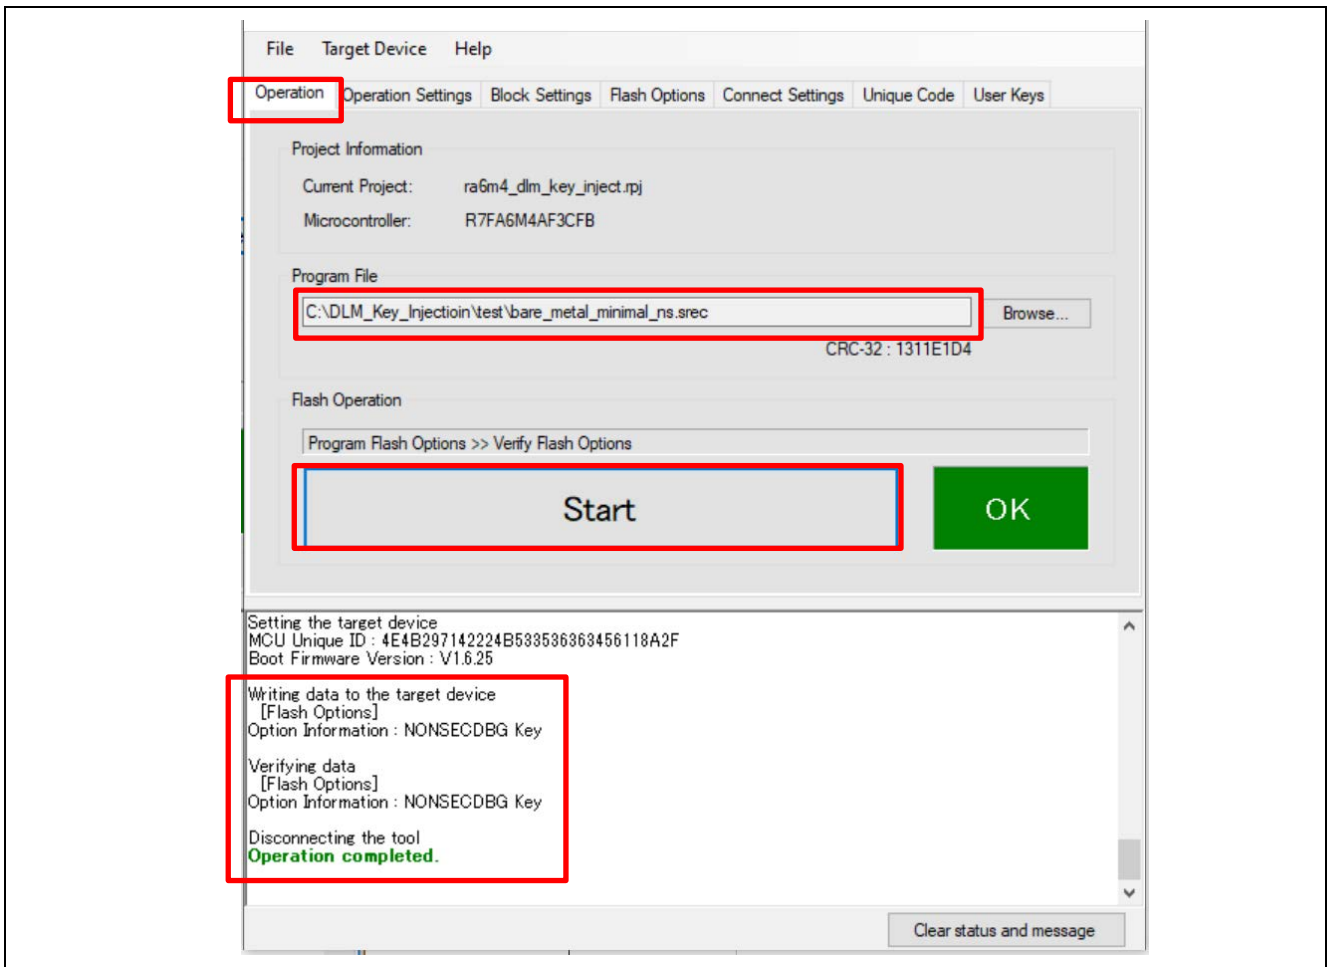 File Target Device Help
Operation Operation Settings Block Settings Flash Options Connect Settings Unique Code User Keys
Project Information
Current Project: ra6m4_dlm_key_inject.rpj
Microcontroller: R7FA6M4AF3CFB
Program File
C:\DLM_Key_Injectioin\test\bare_metal_minimal_ns.srec Browse...
CRC-32 : 1311E1D4
Flash Operation
Program Flash Options >> Verify Flash Options
Start OK
Setting the target device
MCU Unique ID : 4E4B297142224B533536363456118A2F
Boot Firmware Version : V1.6.25
Writing data to the target device
[Flash Options]
Option Information : NONSECDBG Key
Verifying data
[Flash Options]
Option Information : NONSECDBG Key
Disconnecting the tool
Operation completed.
Clear status and message